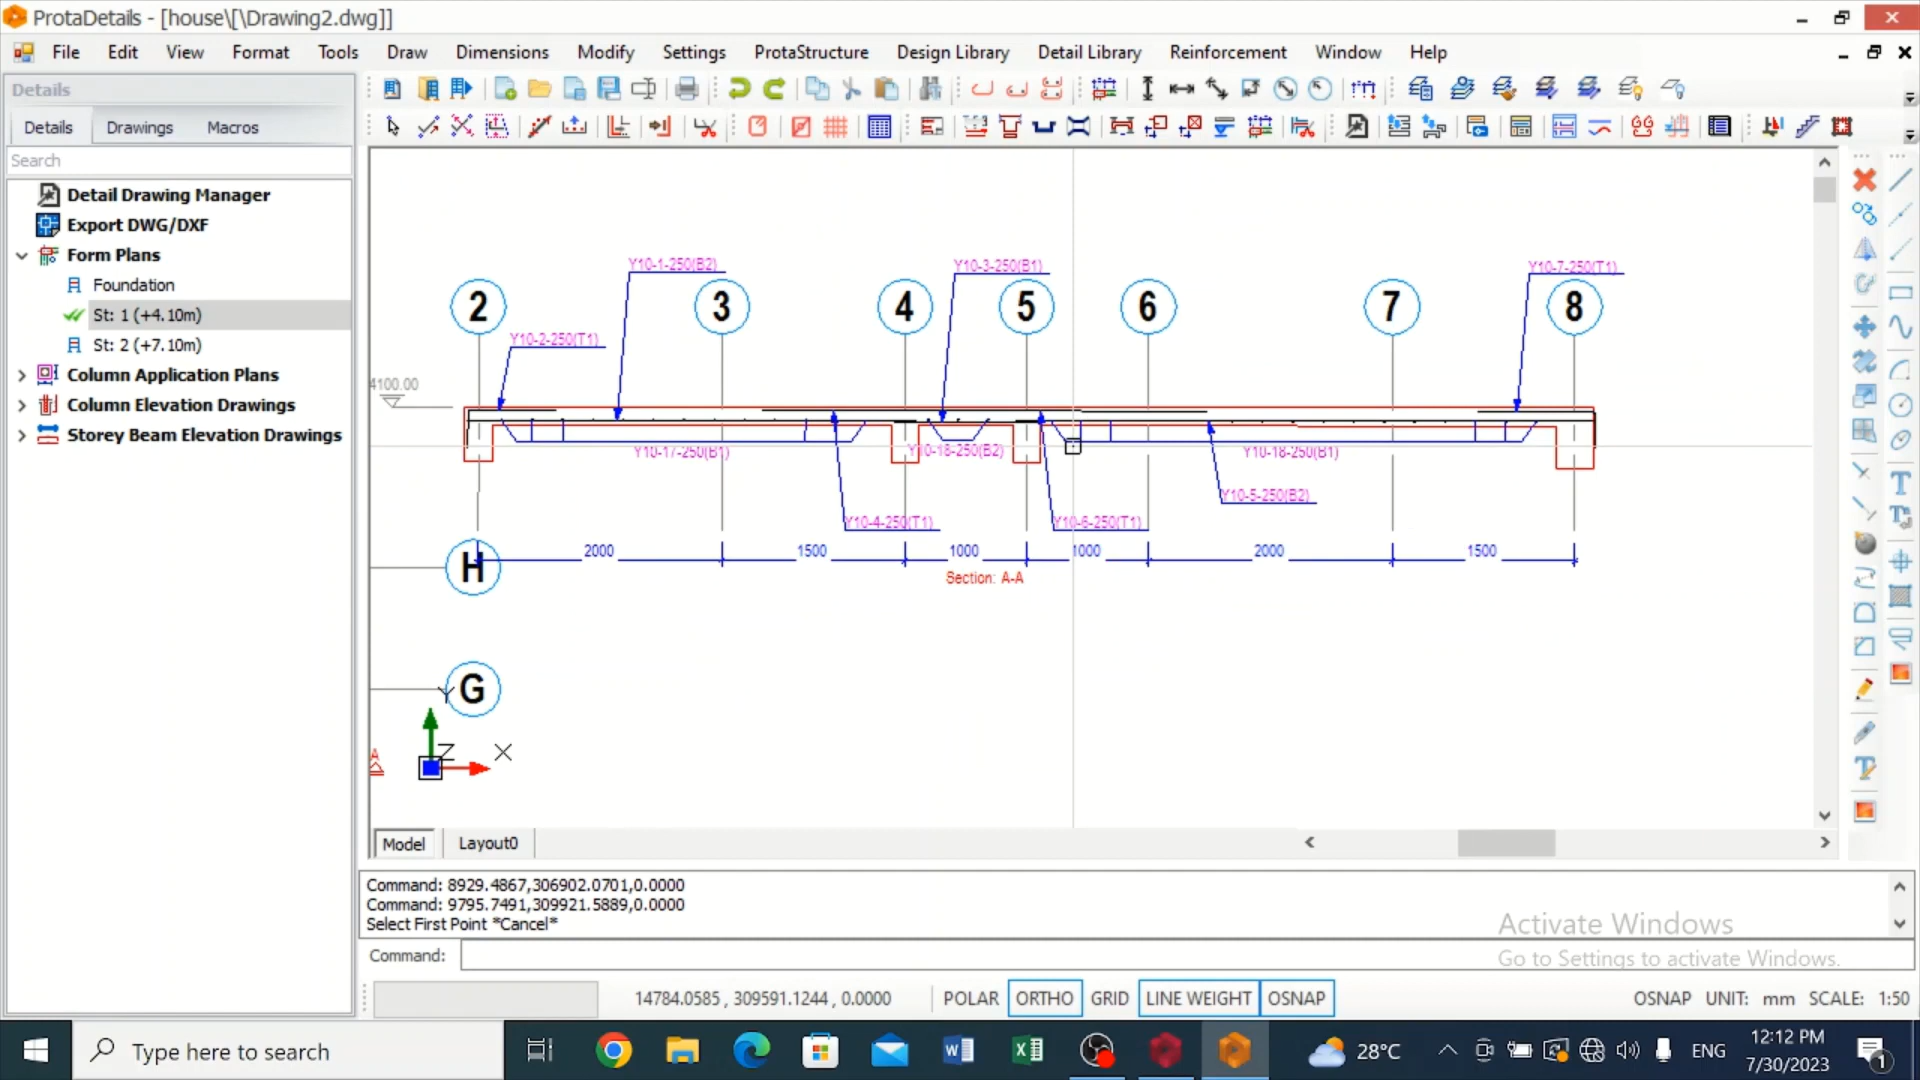 ProtaDetails - [house\[\Drawing2.dwg]]
File Edit View Format Tools Draw Dimensions Modify Settings ProtaStructure Design Library Detail Library Reinforcement Window Help
Details
Details Drawings Macros
Search
Detail Drawing Manager
Export DWG/DXF
Form Plans
Foundation
St: 1 (+4.10m)
St: 2 (+7.10m)
Column Application Plans
Column Elevation Drawings
Storey Beam Elevation Drawings
Y10-1-250(B2) Y10-3-250(B1) Y10-7-250(T1)
2 3 4 5 6 7 8
Y10-2-250(T1)
4100.00
Y10-17-250(B1) Y10-18-250(B1)
Y10-5-250(B2)
Y10-4-250(T1) Y10-6-250(T1)
2000 1500 1000 1000 2000 1500
H
Section: A-A
G
Y
Z X
A
Model Layout0
Command: 8929.4867,306902.0701,0.0000
Command: 9795.7491,309921.5889,0.0000
Select First Point *Cancel*
Command:
Activate Windows
Go to Settings to activate Windows.
14784.0585 , 309591.1244 , 0.0000 POLAR ORTHO GRID LINE WEIGHT OSNAP OSNAP UNIT: mm SCALE: 1:50
Type here to search 28°C ENG 12:12 PM
7/30/2023
1